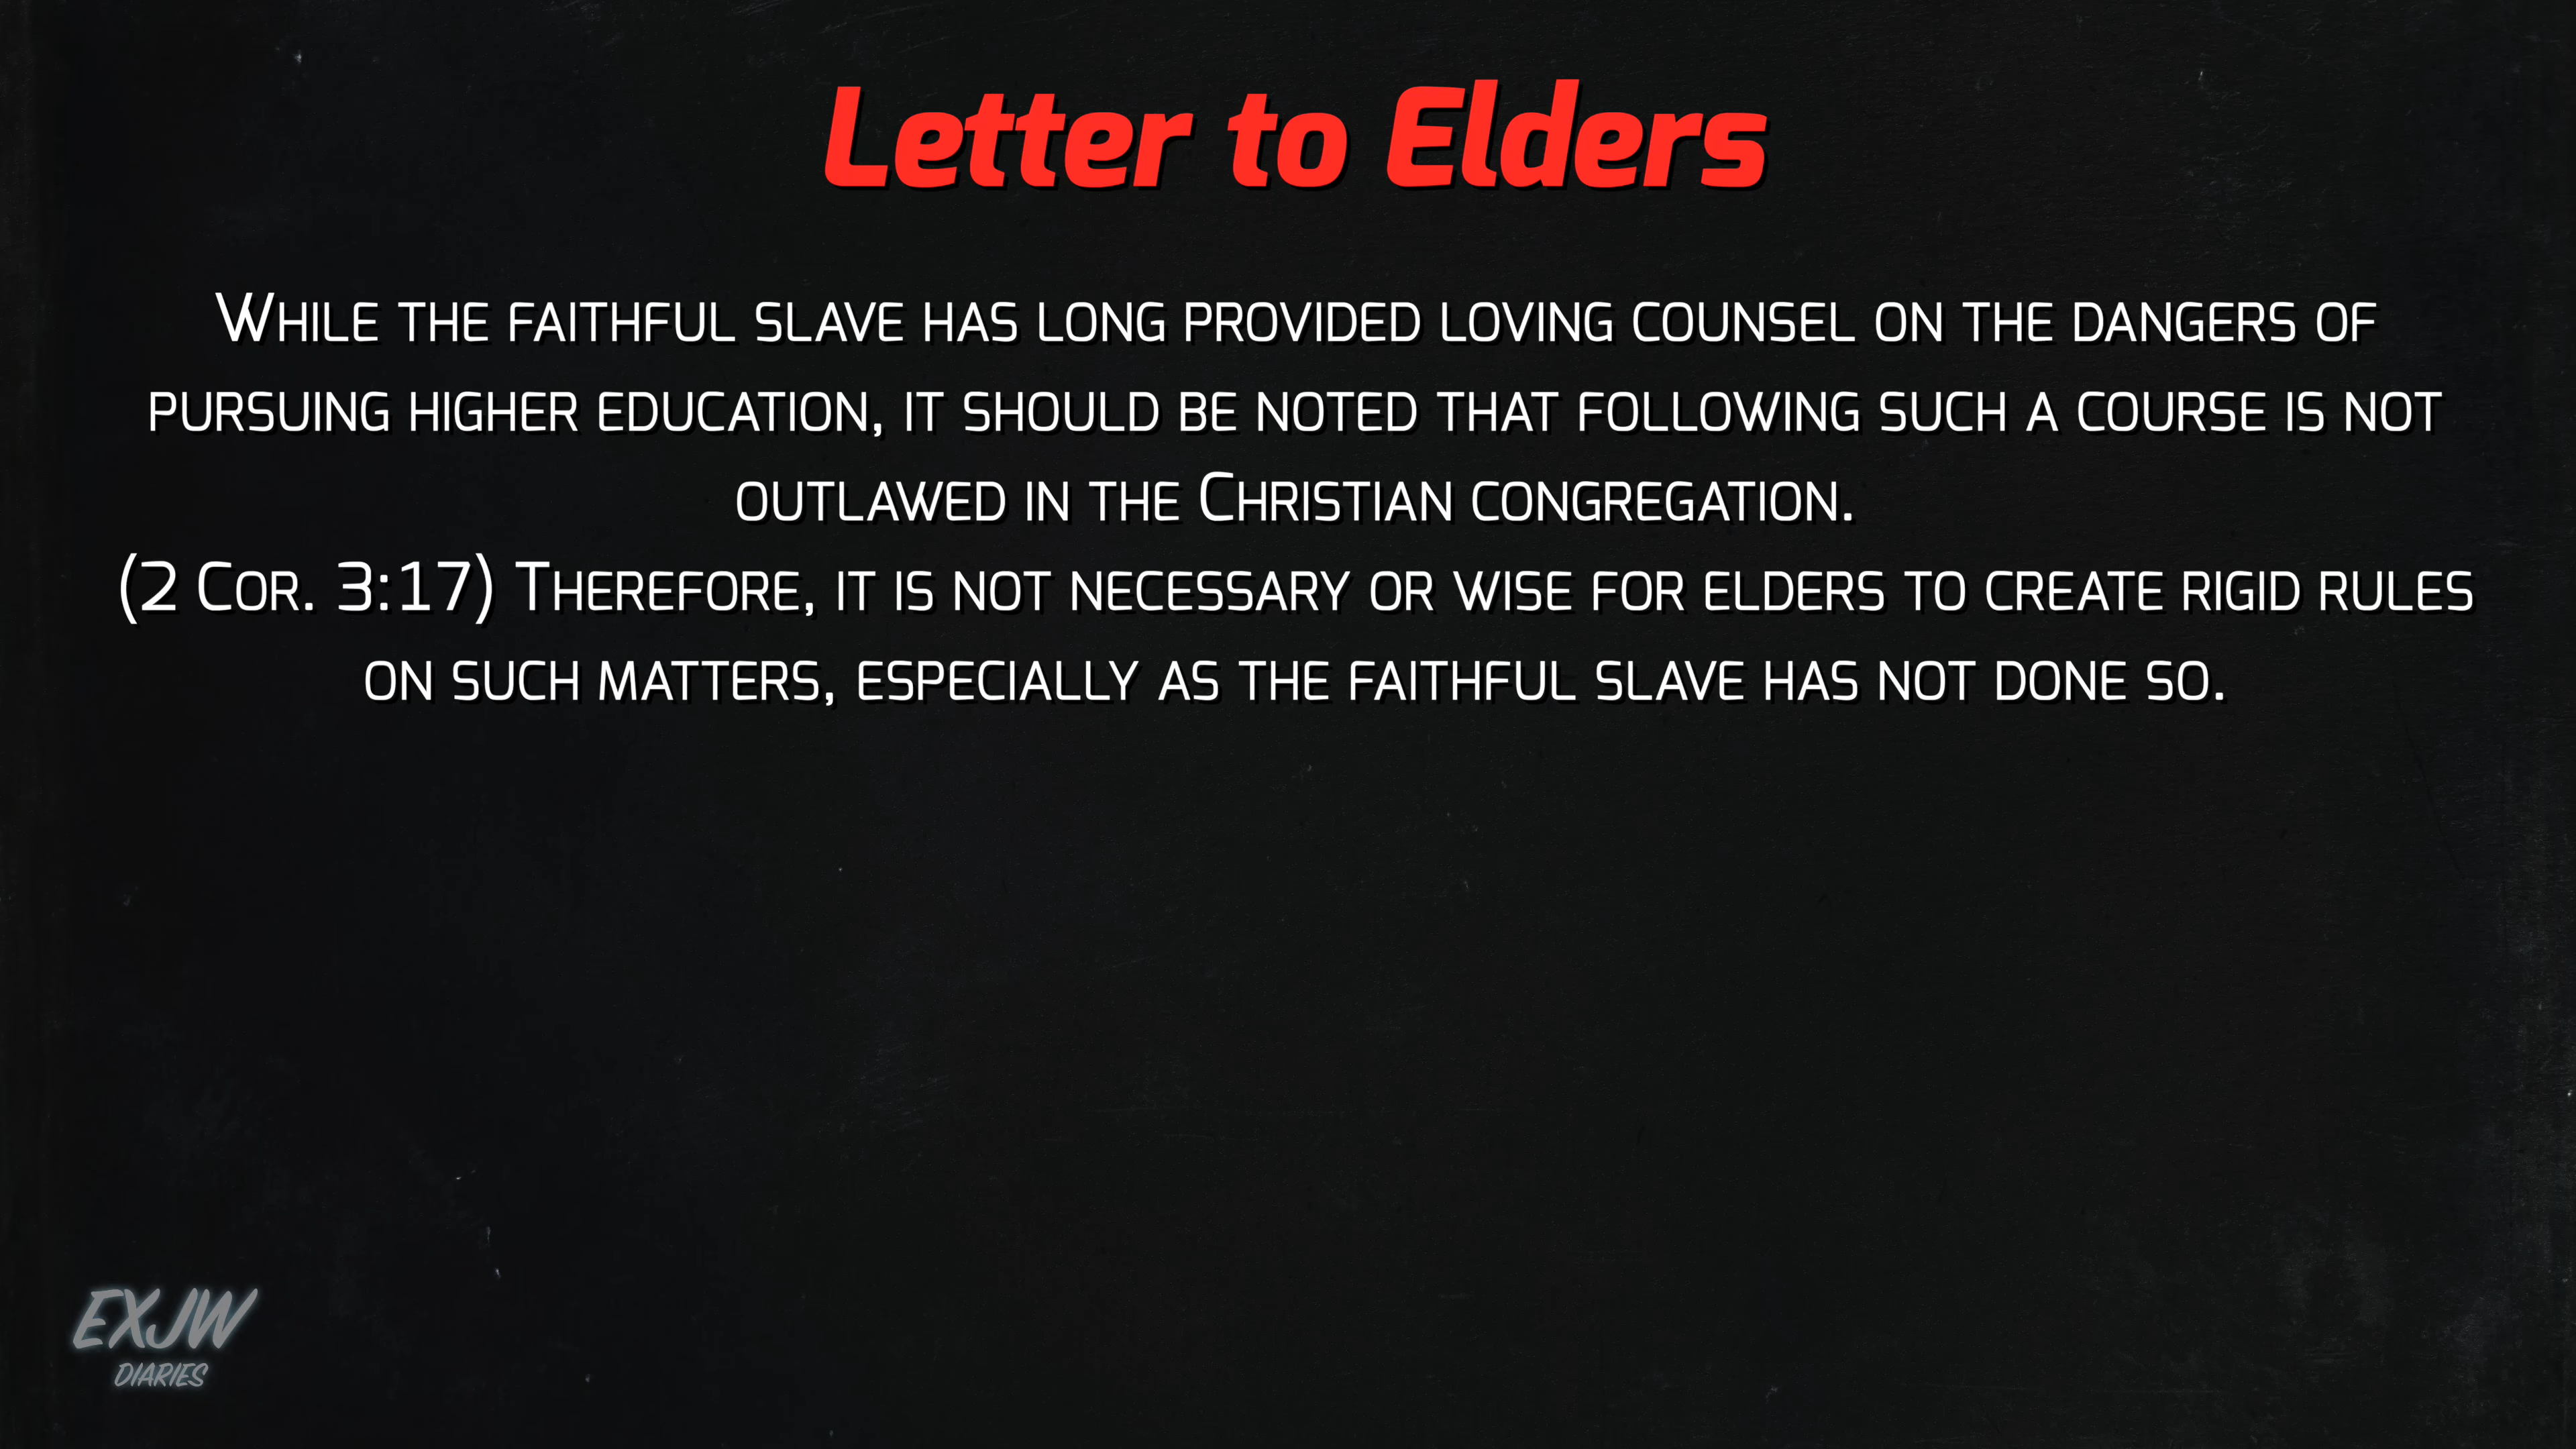 Letter to Elders
While the faithful slave has long provided loving counsel on the dangers of
pursuing higher education, it should be noted that following such a course is not
outlawed in the Christian congregation.
(2 Cor. 3:17) Therefore, it is not necessary or wise for elders to create rigid rules
on such matters, especially as the faithful slave has not done so.
EXJW
DIARIES